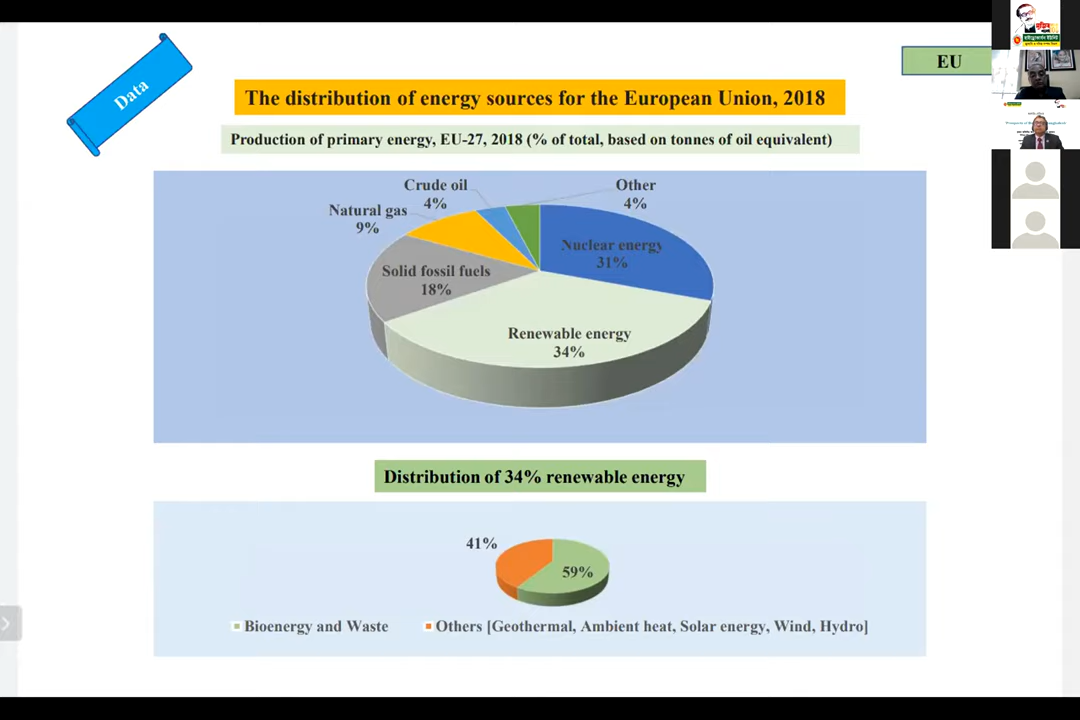 Data
EU
The distribution of energy sources for the European Union, 2018
Production of primary energy, EU-27, 2018 (% of total, based on tonnes of oil equivalent)
Crude oil
4%
Other
4%
Natural gas
9%
Nuclear energy
31%
Solid fossil fuels
18%
Renewable energy
34%
Distribution of 34% renewable energy
41%
59%
Bioenergy and Waste
Others [Geothermal, Ambient heat, Solar energy, Wind, Hydro]